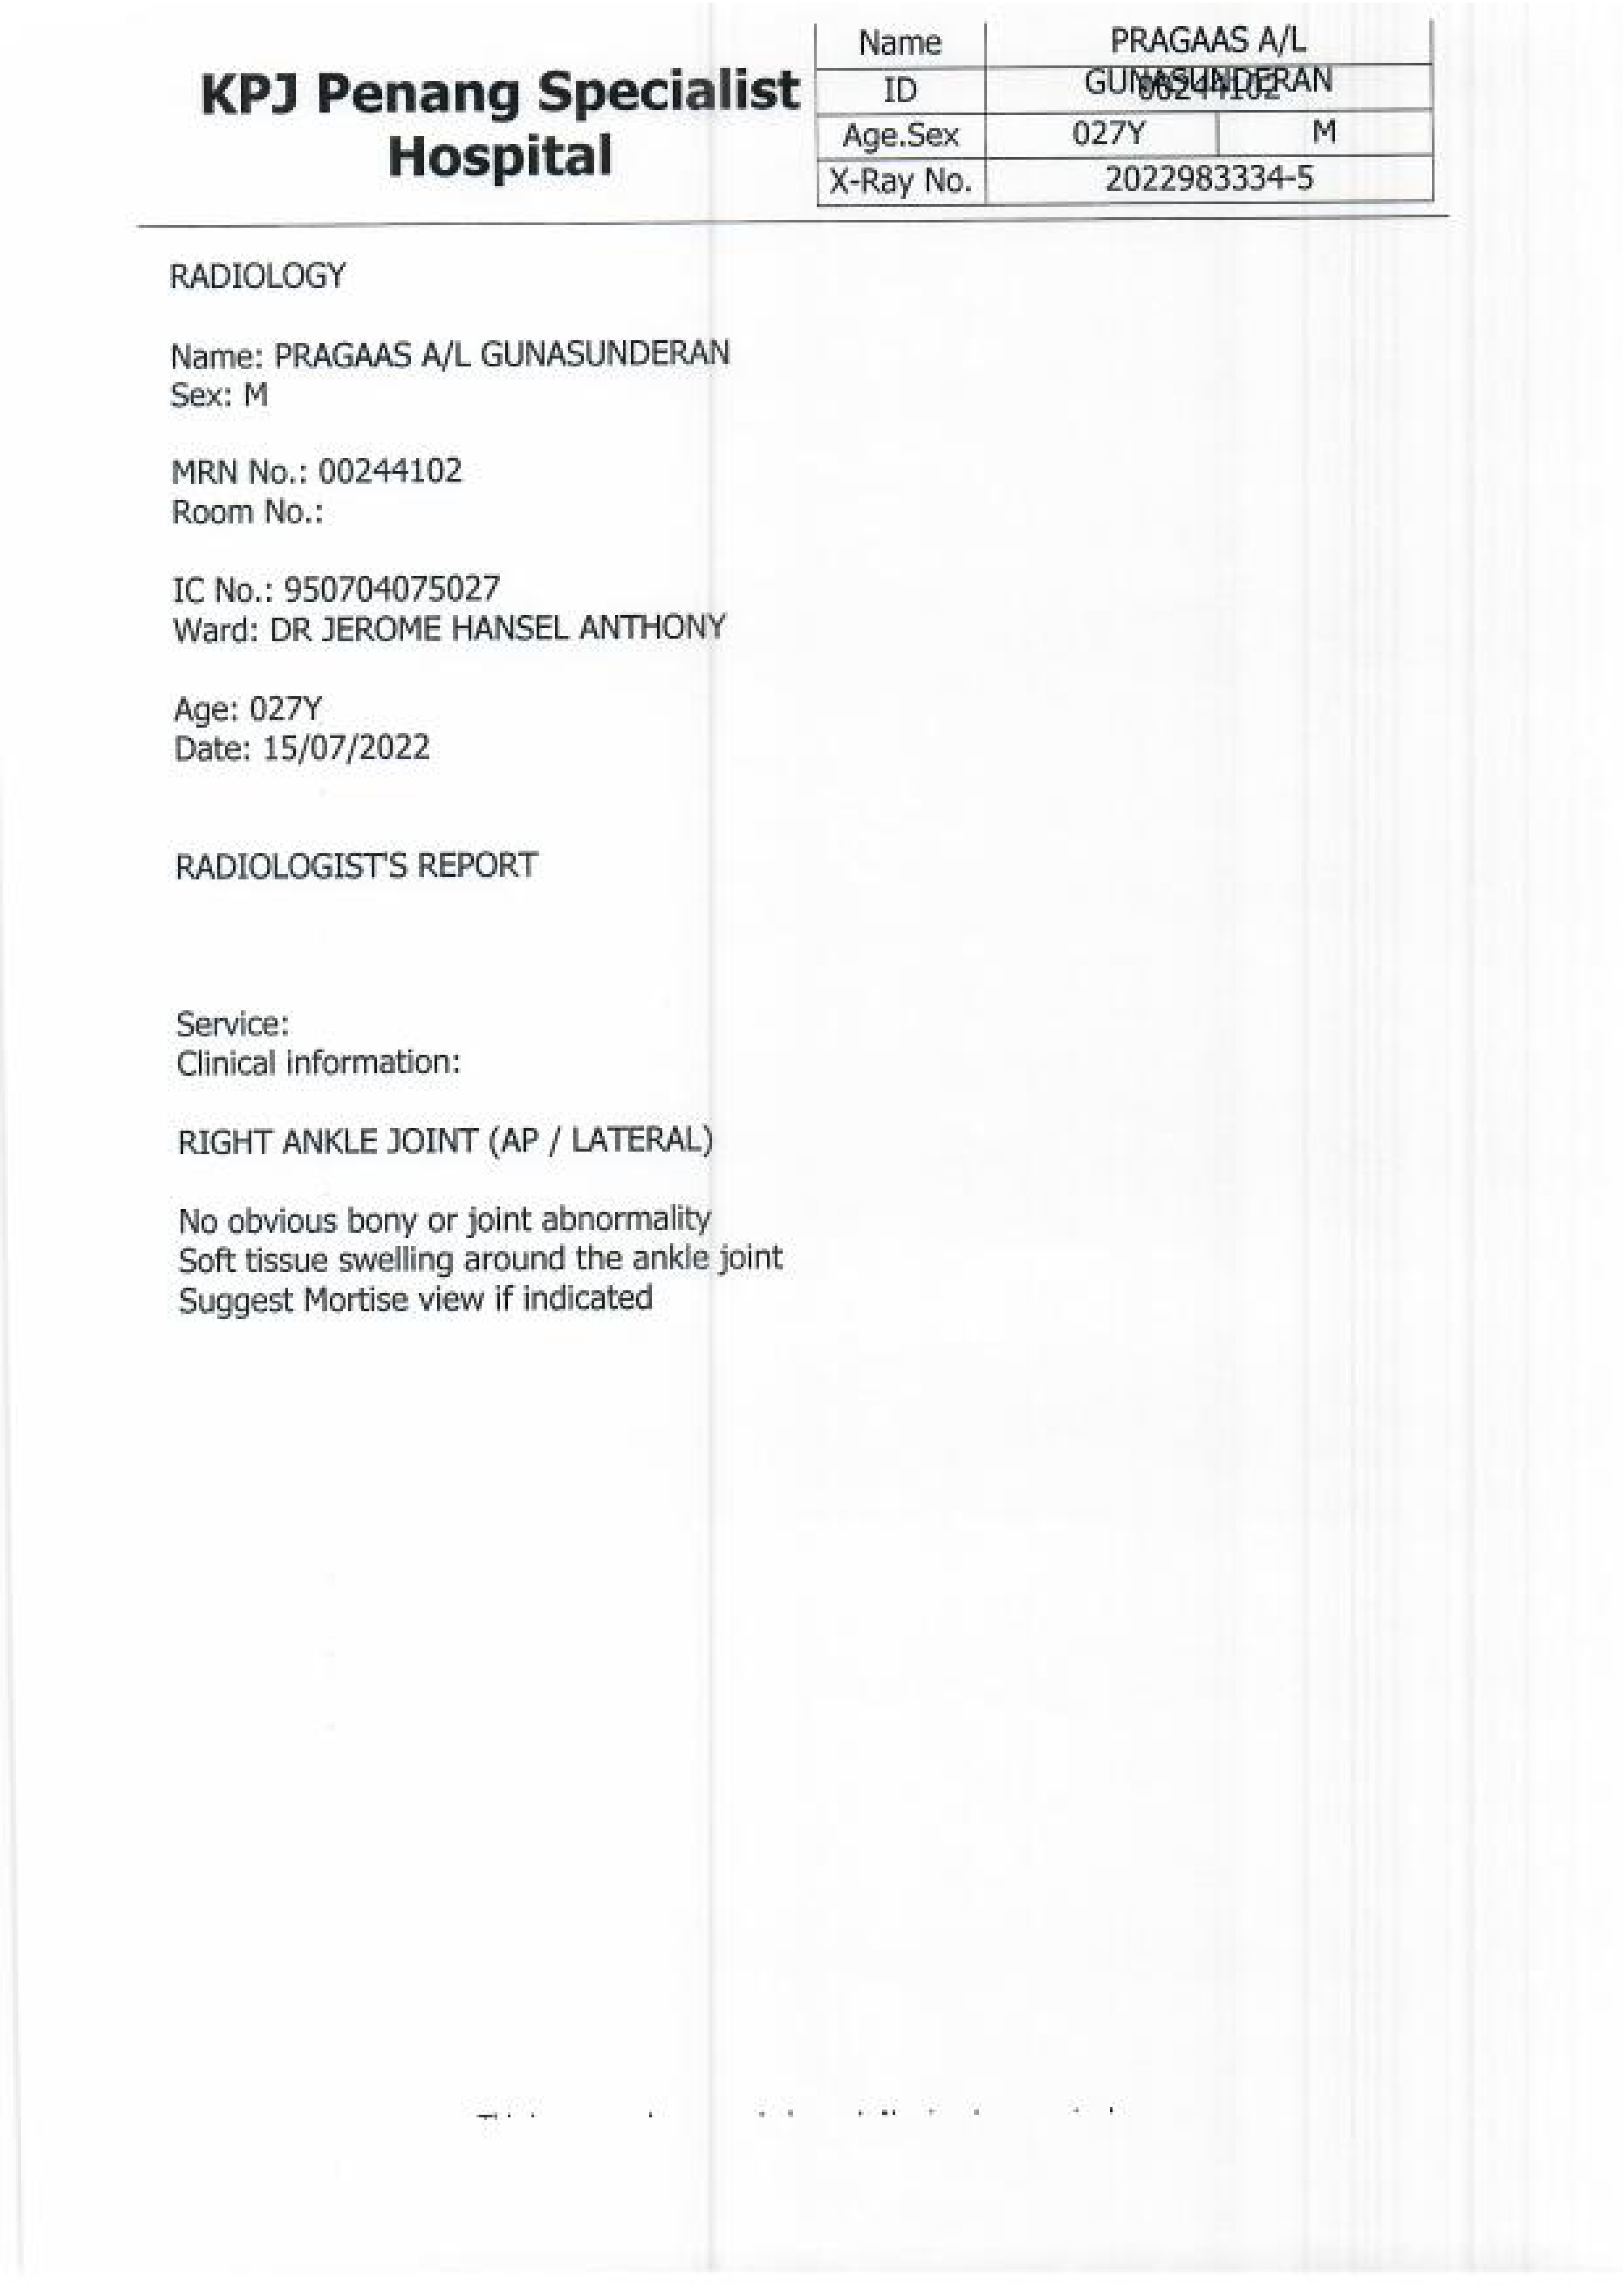 KPJ Penang Specialist
Hospital
Name PRAGAAS A/L
GUNASUNDERAN
ID 00244102
Age.Sex 027Y M
X-Ray No. 2022983334-5
RADIOLOGY
Name: PRAGAAS A/L GUNASUNDERAN
Sex: M
MRN No.: 00244102
Room No.:
IC No.: 950704075027
Ward: DR JEROME HANSEL ANTHONY
Age: 027Y
Date: 15/07/2022
RADIOLOGIST'S REPORT
Service:
Clinical information:
RIGHT ANKLE JOINT (AP / LATERAL)
No obvious bony or joint abnormality
Soft tissue swelling around the ankle joint
Suggest Mortise view if indicated